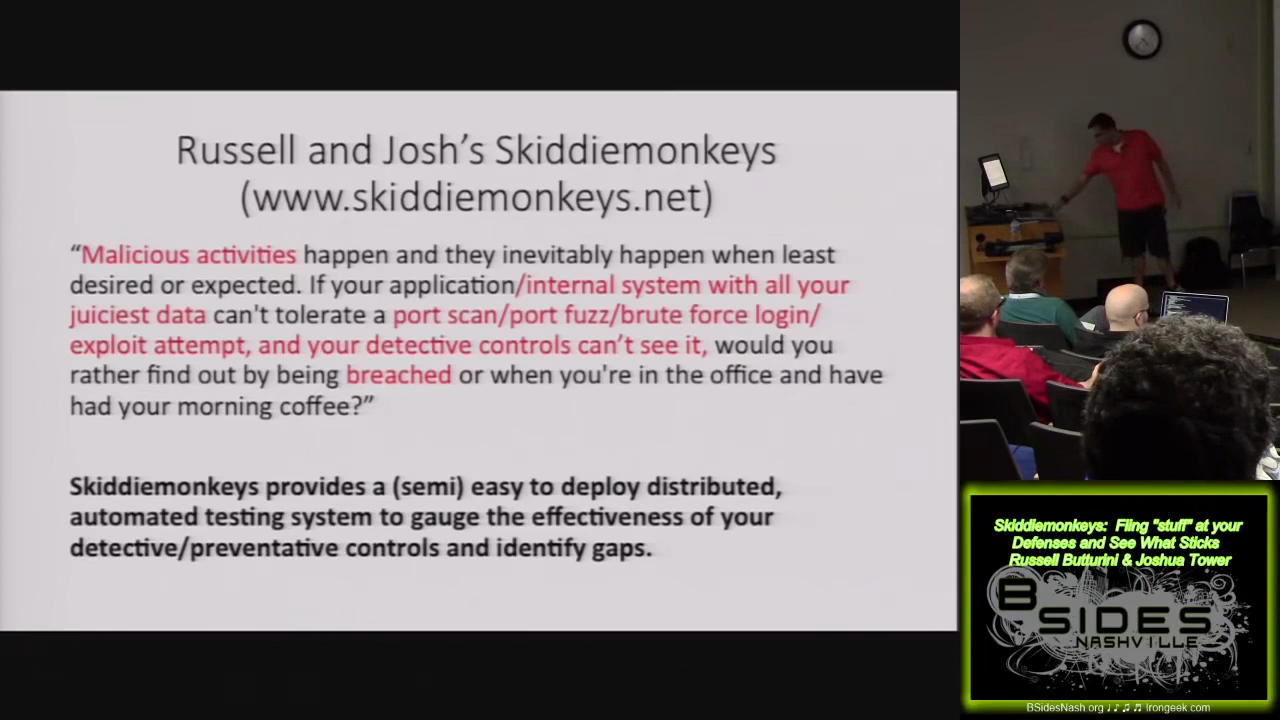 Russell and Josh's Skiddiemonkeys
(www.skiddiemonkeys.net)
“Malicious activities happen and they inevitably happen when least
desired or expected. If your application/internal system with all your
juiciest data can't tolerate a port scan/port fuzz/brute force login/
exploit attempt, and your detective controls can't see it, would you
rather find out by being breached or when you're in the office and have
had your morning coffee?”
Skiddiemonkeys provides a (semi) easy to deploy distributed,
automated testing system to gauge the effectiveness of your
detective/preventative controls and identify gaps.
Skiddiemonkeys: Fling "stuff" at your
Defenses and See What Sticks
Russell Butturini & Joshua Tower
BSIDES
NASHVILLE
BSidesNash.org ♩♪♫♬ Irongeek.com